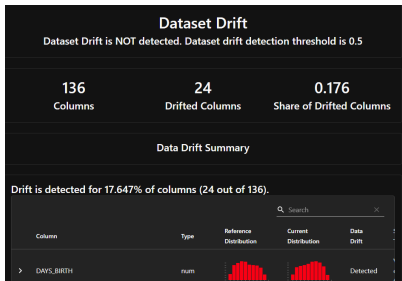 Dataset Drift
Dataset Drift is NOT detected. Dataset drift detection threshold is 0.5
136 24 0.176
Columns Drifted Columns Share of Drifted Columns
Data Drift Summary
Drift is detected for 17.647% of columns (24 out of 136).
Search
Column Type Reference Distribution Current Distribution Data Drift
DAYS_BIRTH num Detected